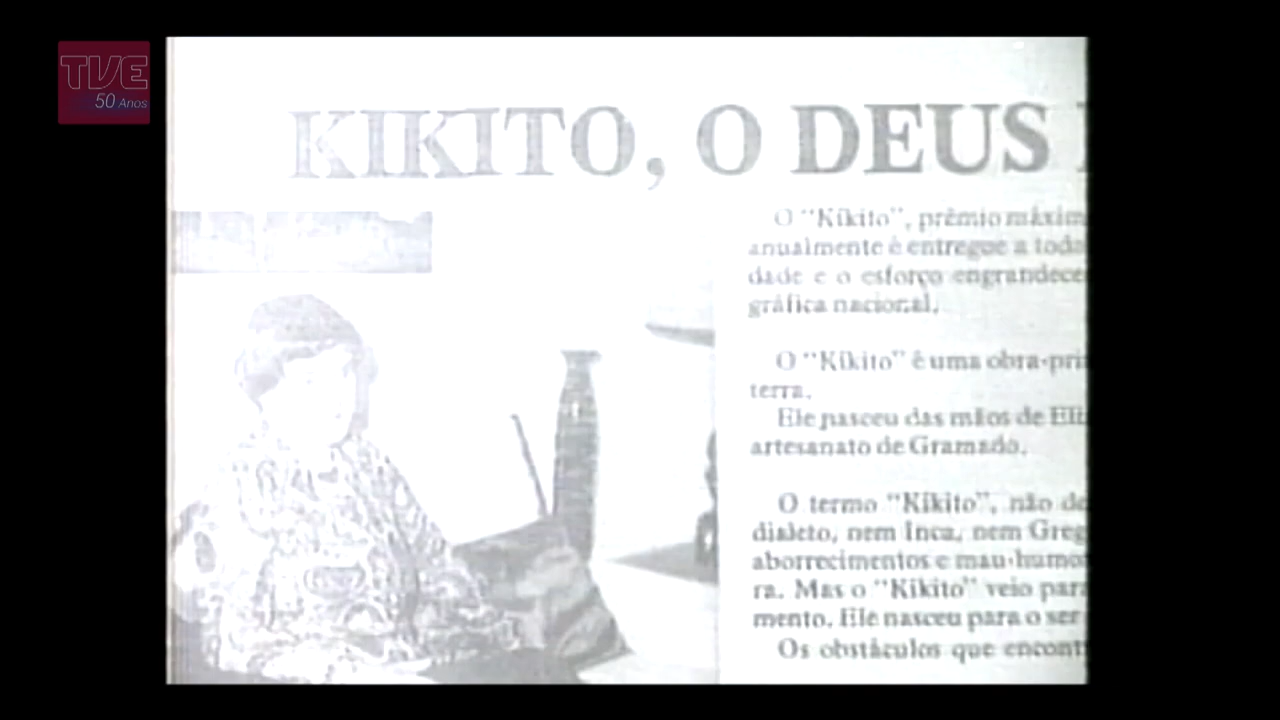 TVE
50 Anos
KIKITO, O DEUS
O "Kikito", prêmio máxim
anualmente é entregue a toda
dade e o esforço engrandece
gráfica nacional.
O "Kikito" é uma obra-pri
terra.
Ele nasceu das mãos de Eli
artesanato de Gramado.
O termo "Kikito", não de
dialeto, nem Inca, nem Greg
aborrecimentos e mau-humo
ra. Mas o "Kikito" veio para
mento. Ele nasceu para o ser
Os obstáculos que encont